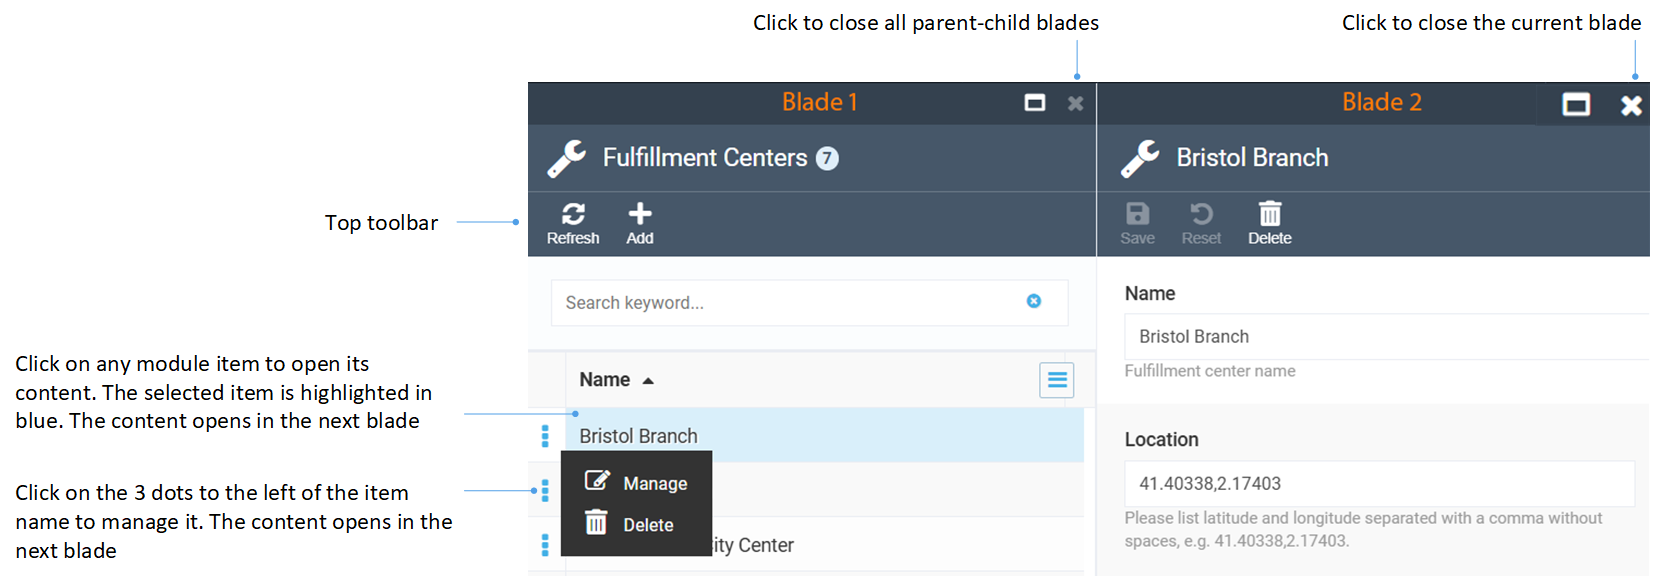 Click to close all parent-child blades
Click to close the current blade
Blade 1
Blade 2
Fulfillment Centers 7
Bristol Branch
Top toolbar
Refresh
Add
Save
Reset
Delete
Search keyword...
Name
Bristol Branch
Fulfillment center name
Click on any module item to open its
content. The selected item is highlighted in
blue. The content opens in the next blade
Name
Bristol Branch
Manage
Delete
Location
41.40338,2.17403
Please list latitude and longitude separated with a comma without
spaces, e.g. 41.40338,2.17403.
Click on the 3 dots to the left of the item
name to manage it. The content opens in the
next blade
ity Center